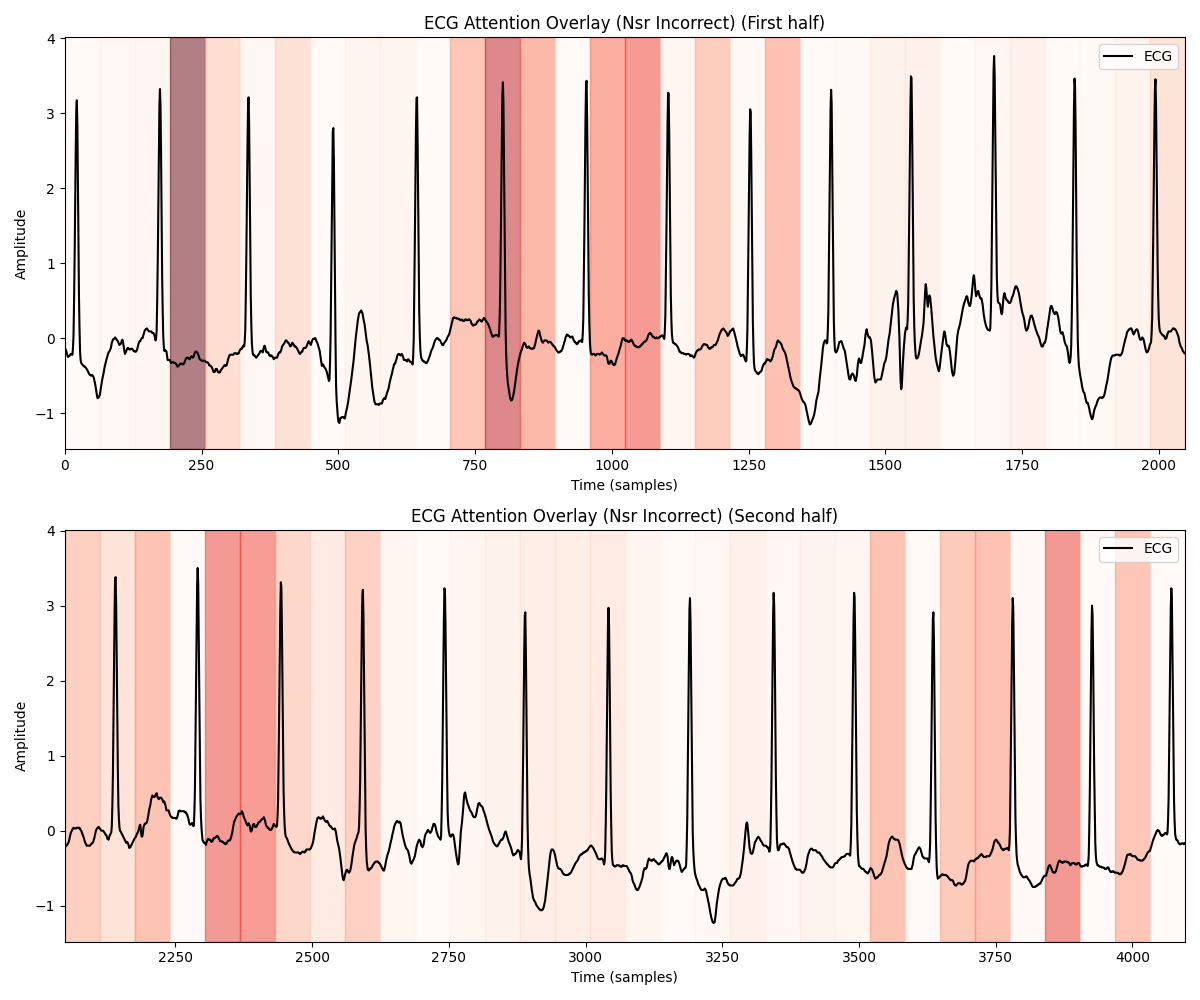 ECG Attention Overlay (Nsr Incorrect) (First half)
4
3
2
1
0
−1
Amplitude
ECG
0 250 500 750 1000 1250 1500 1750 2000
Time (samples)
ECG Attention Overlay (Nsr Incorrect) (Second half)
4
3
2
1
0
−1
Amplitude
ECG
2250 2500 2750 3000 3250 3500 3750 4000
Time (samples)